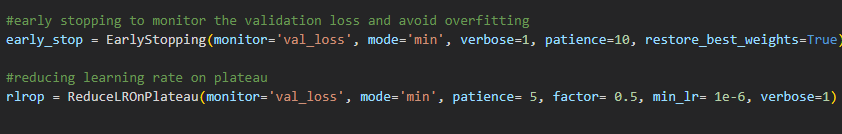 #early stopping to monitor the validation loss and avoid overfitting
early_stop = EarlyStopping(monitor='val_loss', mode='min', verbose=1, patience=10, restore_best_weights=True)
#reducing learning rate on plateau
rlrop = ReduceLROnPlateau(monitor='val_loss', mode='min', patience= 5, factor= 0.5, min_lr= 1e-6, verbose=1)